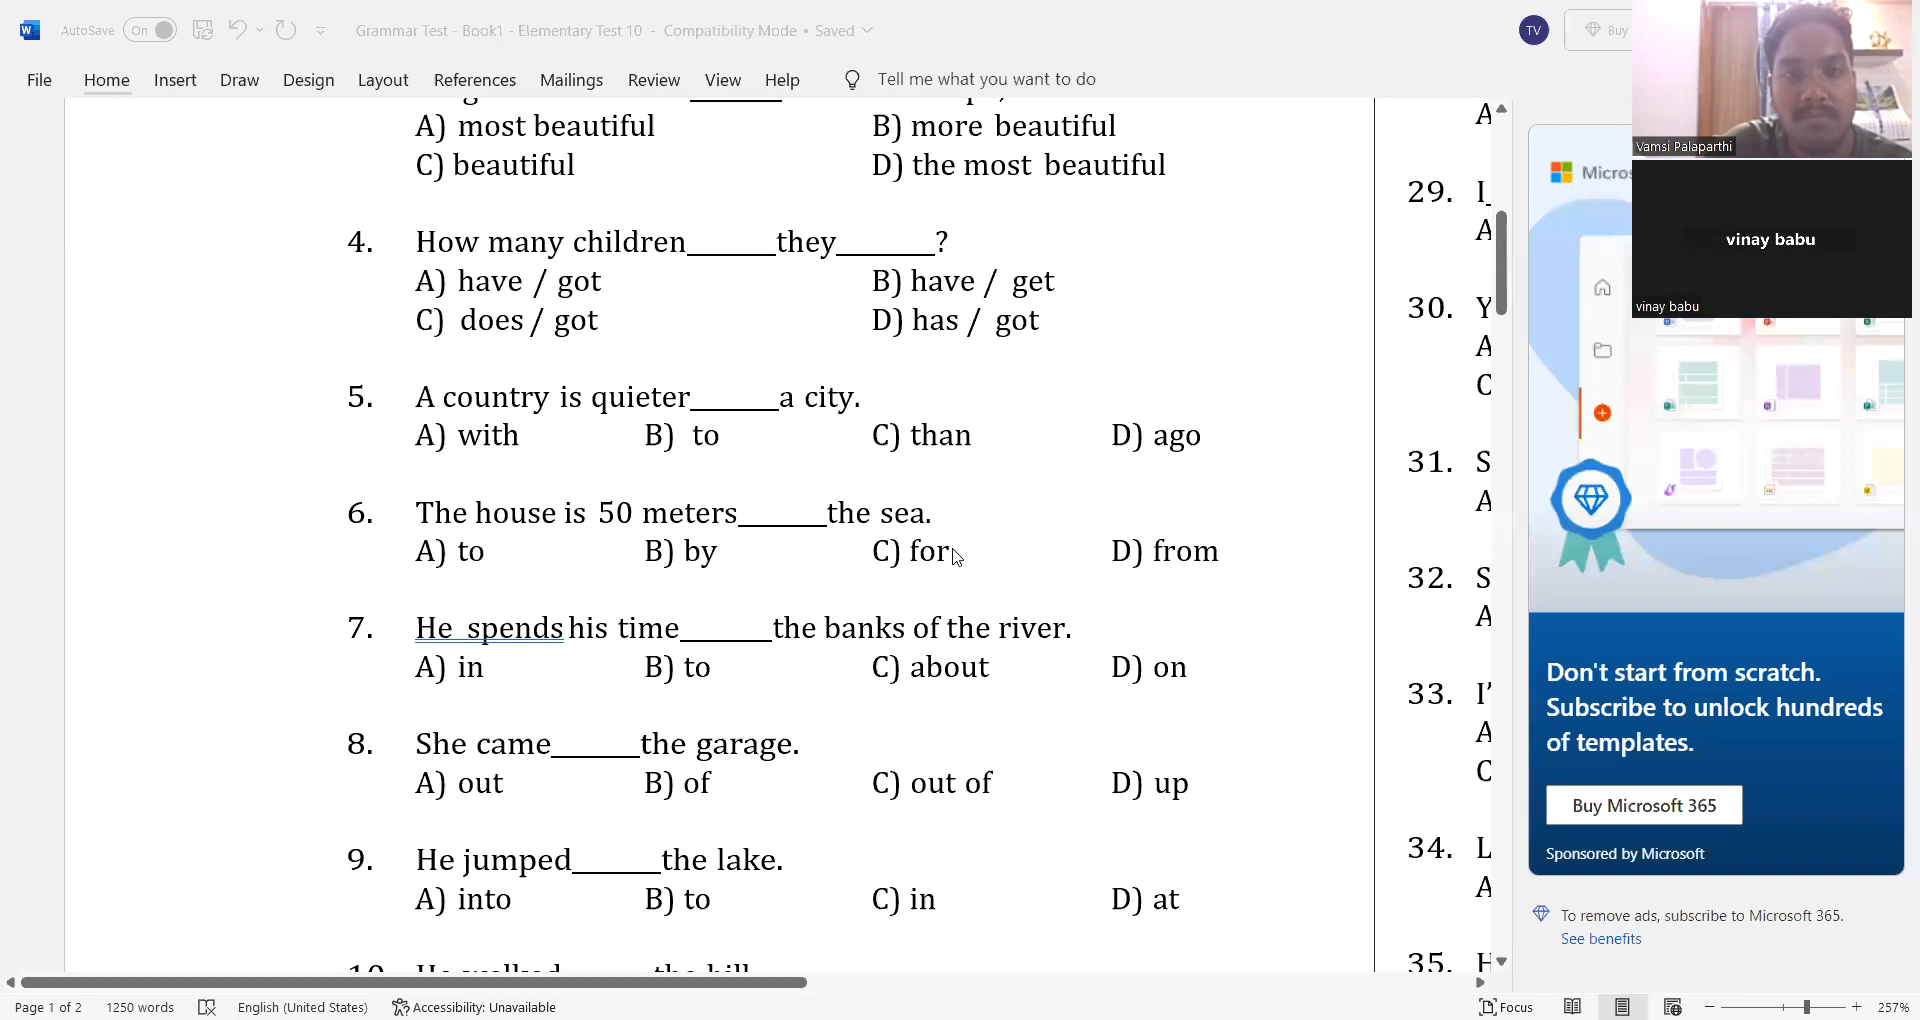 AutoSave On Grammar Test - Book1 - Elementary Test 10 - Compatibility Mode • Saved TV Buy
File Home Insert Draw Design Layout References Mailings Review View Help Tell me what you want to do
A) most beautiful B) more beautiful
C) beautiful D) the most beautiful
4. How many children______they______?
A) have / got B) have / get
C) does / got D) has / got
5. A country is quieter______a city.
A) with B) to C) than D) ago
6. The house is 50 meters______the sea.
A) to B) by C) for D) from
7. He spends his time______the banks of the river.
A) in B) to C) about D) on
8. She came______the garage.
A) out B) of C) out of D) up
9. He jumped______the lake.
A) into B) to C) in D) at
A
29. I_
A
30. Y
A
C
31. S
A
32. S
A
33. I’
A
C
34. L
A
35. H
Vamsi Palaparthi
vinay babu
vinay babu
Micros
Don't start from scratch.
Subscribe to unlock hundreds
of templates.
Buy Microsoft 365
Sponsored by Microsoft
To remove ads, subscribe to Microsoft 365.
See benefits
Page 1 of 2 1250 words English (United States) Accessibility: Unavailable Focus 257%